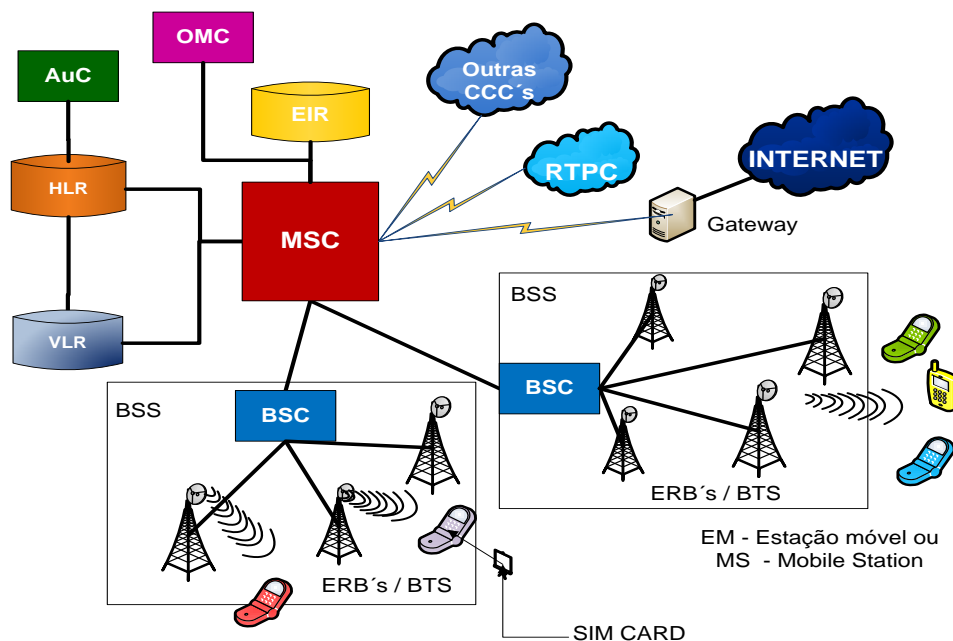 OMC
AuC
EIR
Outras
CCC´s
RTPC
INTERNET
Gateway
HLR
MSC
VLR
BSS
BSC
ERB´s / BTS
BSS
BSC
ERB´s / BTS
EM - Estação móvel ou
MS - Mobile Station
SIM CARD